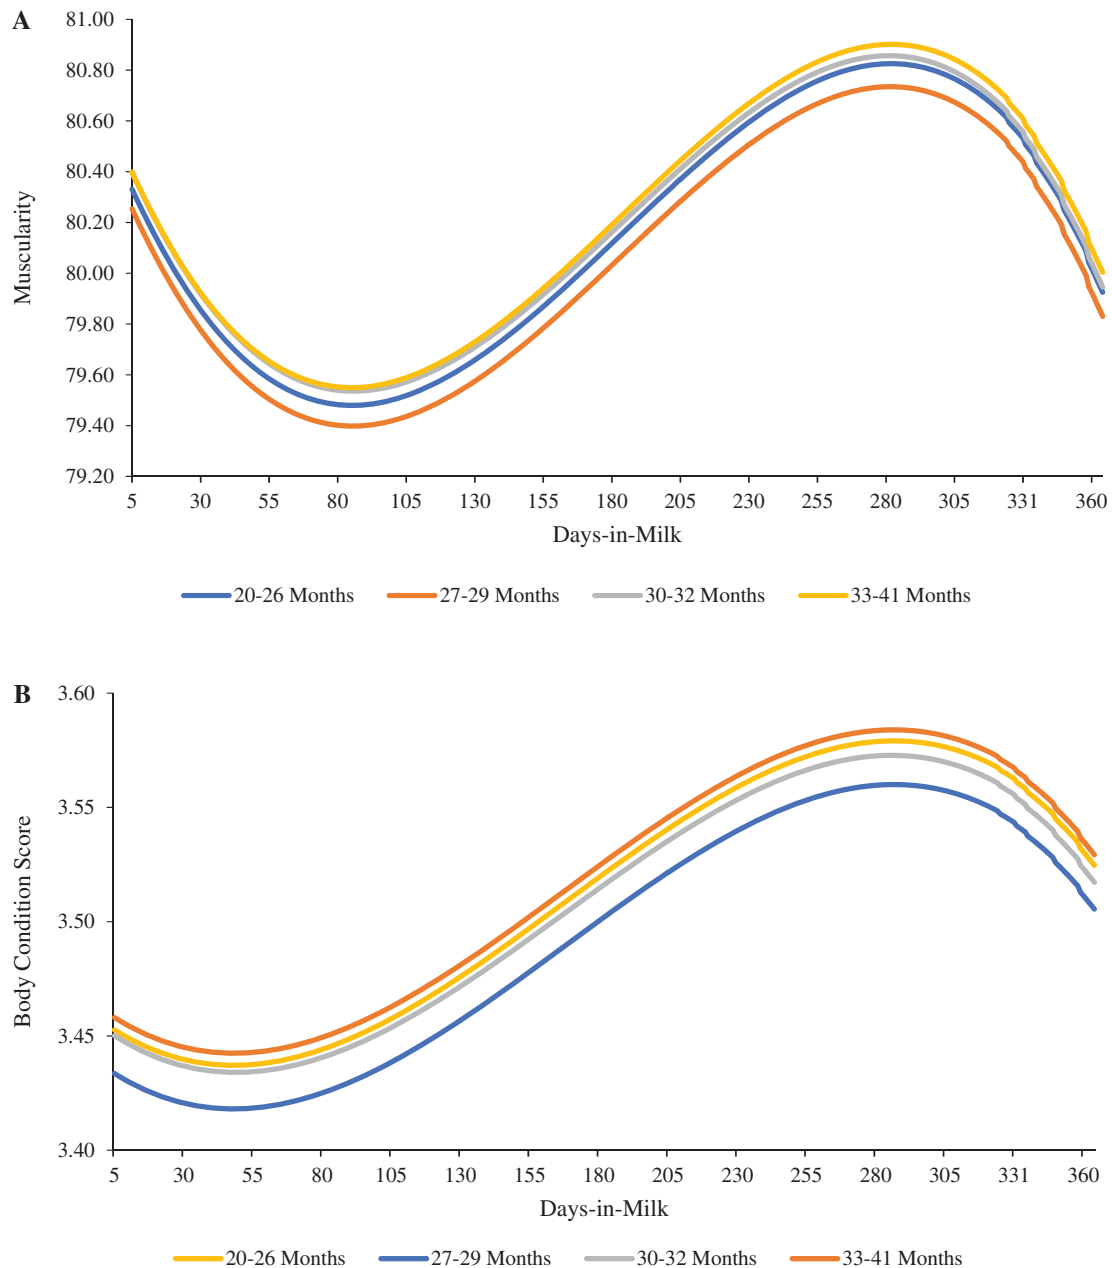 A
81.00
80.80
80.60
80.40
80.20
80.00
79.80
79.60
79.40
79.20
Muscularity
5 30 55 80 105 130 155 180 205 230 255 280 305 331 360
Days-in-Milk
20-26 Months 27-29 Months 30-32 Months 33-41 Months
B
3.60
3.55
3.50
3.45
3.40
Body Condition Score
5 30 55 80 105 130 155 180 205 230 255 280 305 331 360
Days-in-Milk
20-26 Months 27-29 Months 30-32 Months 33-41 Months